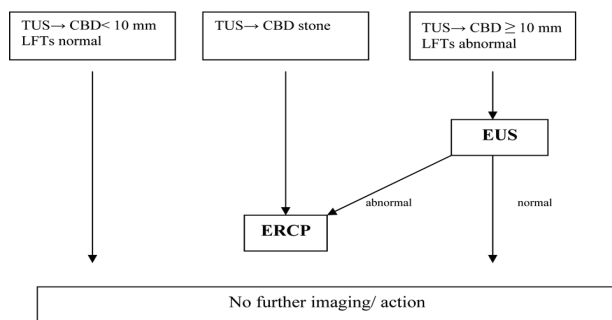 TUS→ CBD< 10 mm
LFTs normal
TUS→ CBD stone
TUS→ CBD ≥ 10 mm
LFTs abnormal
EUS
abnormal
normal
ERCP
No further imaging/ action